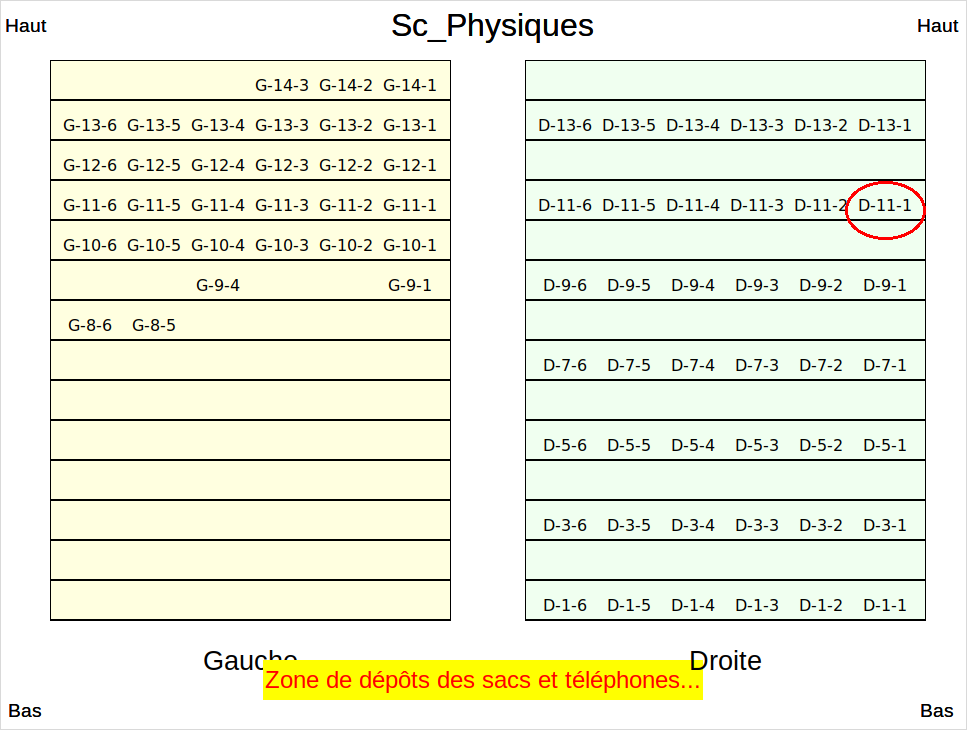 Sc_Physiques
Haut
Haut
G-14-3 G-14-2 G-14-1
G-13-6 G-13-5 G-13-4 G-13-3 G-13-2 G-13-1
G-12-6 G-12-5 G-12-4 G-12-3 G-12-2 G-12-1
G-11-6 G-11-5 G-11-4 G-11-3 G-11-2 G-11-1
G-10-6 G-10-5 G-10-4 G-10-3 G-10-2 G-10-1
G-9-4 G-9-1
G-8-6 G-8-5
D-13-6 D-13-5 D-13-4 D-13-3 D-13-2 D-13-1
D-11-6 D-11-5 D-11-4 D-11-3 D-11-2 D-11-1
D-9-6 D-9-5 D-9-4 D-9-3 D-9-2 D-9-1
D-7-6 D-7-5 D-7-4 D-7-3 D-7-2 D-7-1
D-5-6 D-5-5 D-5-4 D-5-3 D-5-2 D-5-1
D-3-6 D-3-5 D-3-4 D-3-3 D-3-2 D-3-1
D-1-6 D-1-5 D-1-4 D-1-3 D-1-2 D-1-1
Gauche
Droite
Zone de dépôts des sacs et téléphones...
Bas
Bas